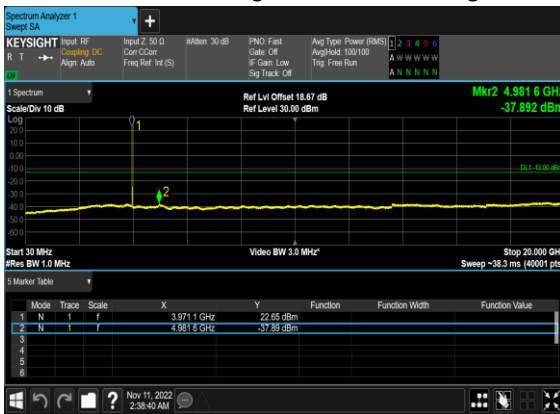 Spectrum Analyzer 1
Swept SA
KEYSIGHT
R T
Input: RF
Coupling: DC
Align: Auto
Input Z: 50 Ω
Corr CCorr
Freq Ref: Int (S)
#Atten: 30 dB
PNO: Fast
Gate: Off
IF Gain: Low
Sig Track: Off
Avg Type: Power (RMS)
Avg|Hold: 100/100
Trig: Free Run
1 2 3 4 5 6
A W W W W W
A N N N N N
1 Spectrum
Scale/Div 10 dB
Ref Lvl Offset 18.67 dB
Ref Level 30.00 dBm
Mkr2 4.981 6 GHz
-37.892 dBm
Log
20.0
10.0
0.00
-10.0
-20.0
-30.0
-40.0
-50.0
-60.0
1
2
DL1 -13.00 dBm
Start 30 MHz
#Res BW 1.0 MHz
Video BW 3.0 MHz*
Stop 20.000 GHz
Sweep ~38.3 ms (40001 pts)
5 Marker Table
Mode Trace Scale X Y Function Function Width Function Value
1 N 1 f 3.971 1 GHz 22.65 dBm
2 N 1 f 4.981 6 GHz -37.89 dBm
3
4
5
6
?
Nov 11, 2022
2:38:40 AM